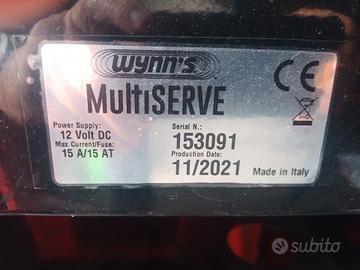 WYNN'S
CE
MultiSERVE
Power Supply:
12 Volt DC
Max Current/Fuse:
15 A/15 AT
Serial N.:
153091
Production Date:
11/2021
Made in Italy
subito